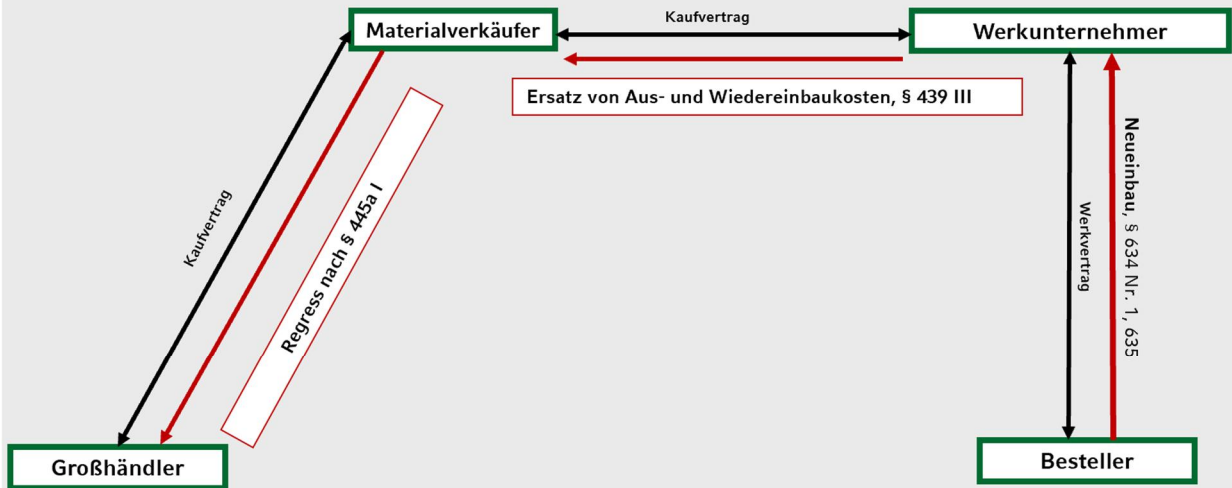 Kaufvertrag
Materialverkäufer
Werkunternehmer
Ersatz von Aus- und Wiedereinbaukosten, § 439 III
Kaufvertrag
Regress nach § 445a I
Werkvertrag
Neueinbau, § 634 Nr. 1, 635
Großhändler
Besteller